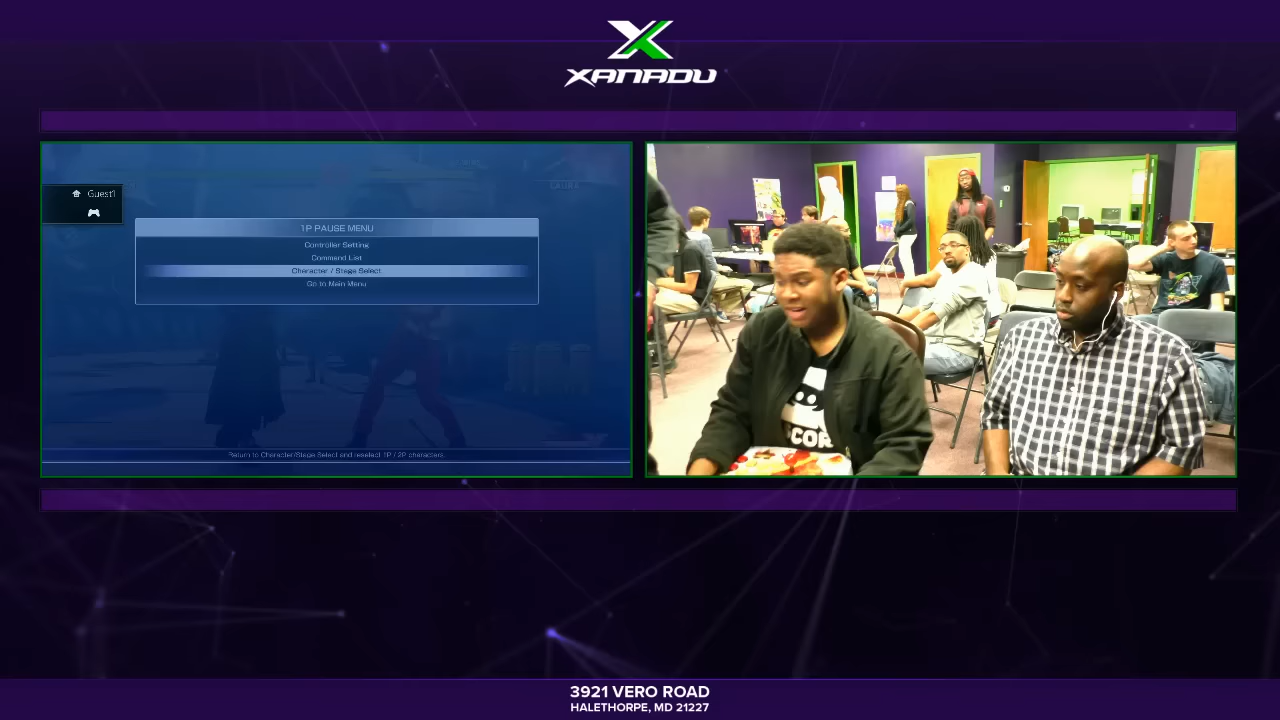 XANADU
Guest1
1P PAUSE MENU
Controller Setting
Command List
Character / Stage Select
Go to Main Menu
Return to Character/Stage Select and reselect 1P / 2P characters.
3921 VERO ROAD
HALETHORPE, MD 21227